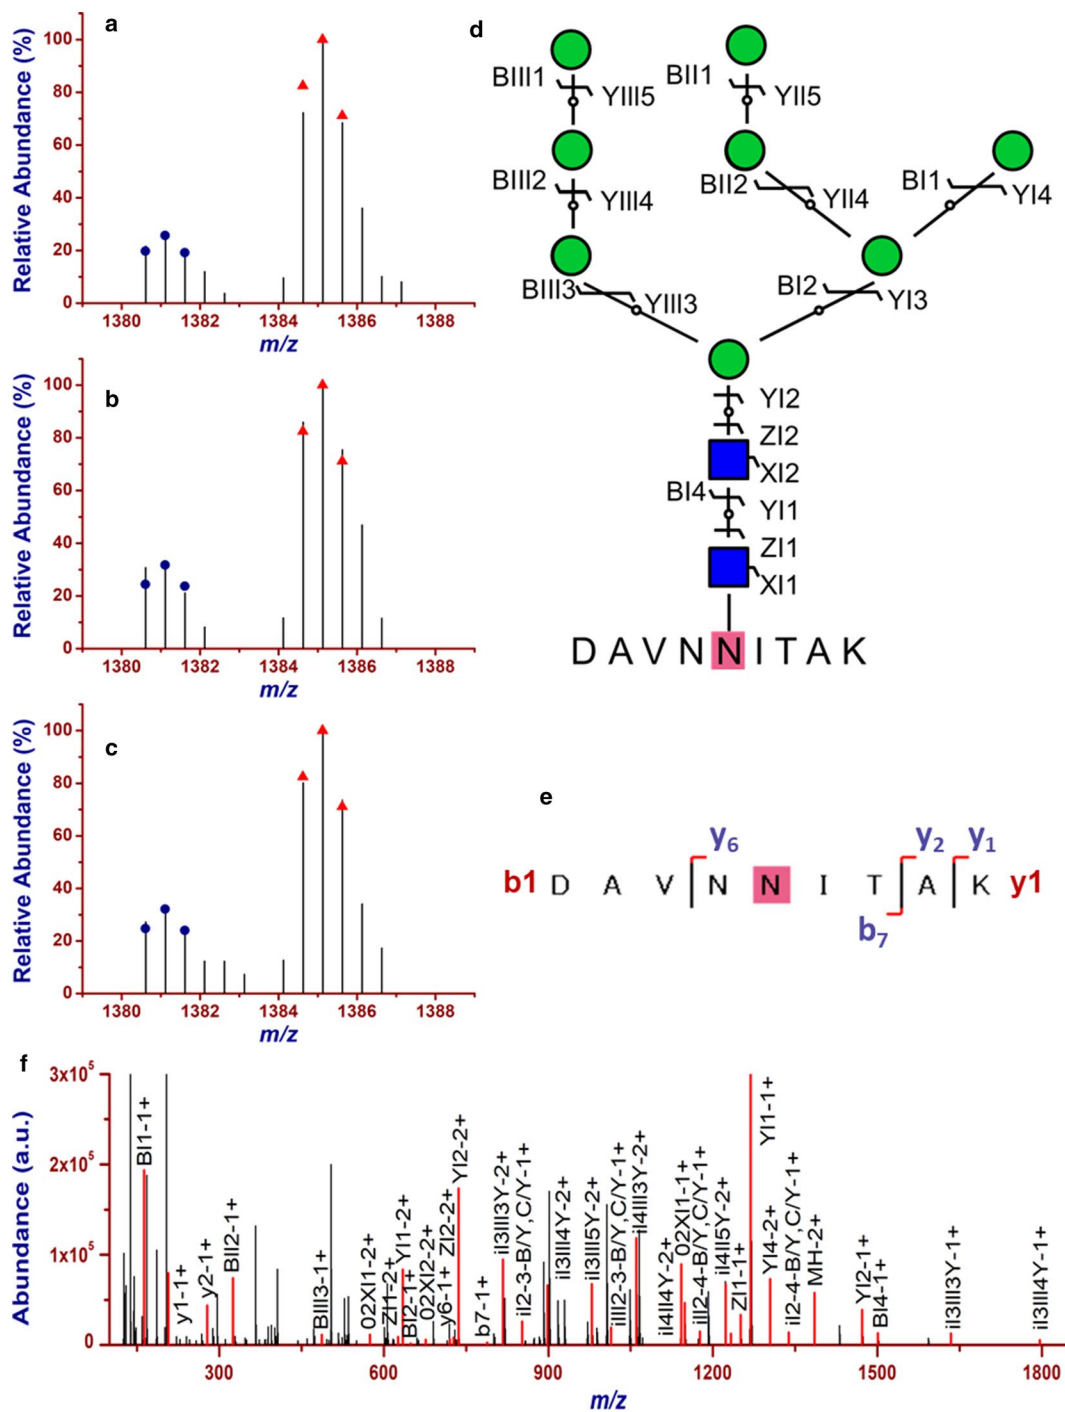 a
Relative Abundance (%)
100
80
60
40
20
0
1380 1382 1384 1386 1388
m/z
b
Relative Abundance (%)
100
80
60
40
20
0
1380 1382 1384 1386 1388
m/z
c
Relative Abundance (%)
100
80
60
40
20
0
1380 1382 1384 1386 1388
m/z
d
BIII1 YIII5 BII1 YII5
BIII2 YIII4 BII2 YII4 BI1 YI4
BIII3 YIII3 BI2 YI3
YI2
ZI2
XI2
BI4 YI1
ZI1
XI1
D A V N N I T A K
e
y6 y2 y1
b1 D A V N N I T A K y1
b7
f
Abundance (a.u.)
3x10^5
2x10^5
1x10^5
0
BI1-1+
y1-1+
y2-1+
BII2-1+
BIII3-1+
02XI1-2+
ZI1-2+
YI1-2+
BI2-1+
02XI2-2+
y6-1+ ZI2-2+
YI2-2+
b7-1+
iI3III3Y-2+
iI2-3-B/Y,C/Y-1+
iI3III4Y-2+
iI3III5Y-2+
iIII2-3-B/Y,C/Y-1+
iI4III3Y-2+
iI4II4Y-2+
02XI1-1+
iII2-4-B/Y,C/Y-1+
iI4II5Y-2+
ZI1-1+
YI1-1+
YI4-2+
iI2-4-B/Y,C/Y-1+
MH-2+
YI2-1+
BI4-1+
iI3III3Y-1+
iI3III4Y-1+
300 600 900 1200 1500 1800
m/z